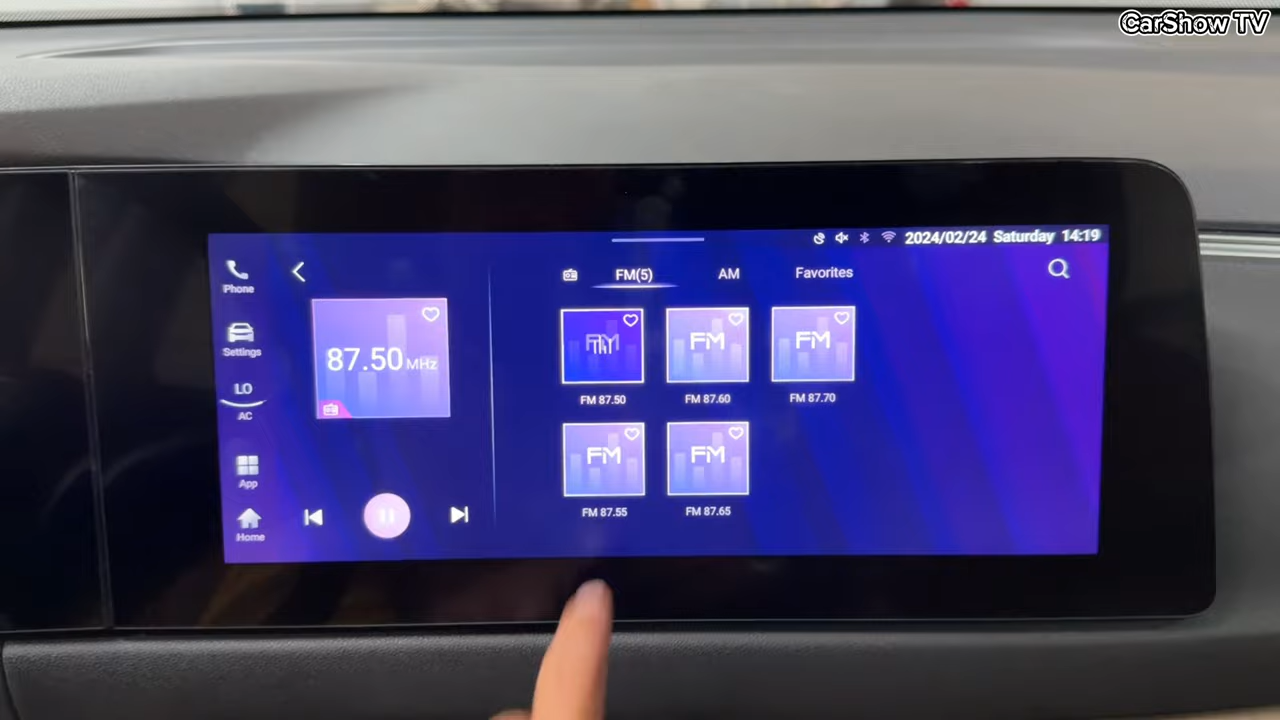 CarShow TV
2024/02/24 Saturday 14:19
Phone
FM(5) AM Favorites
87.50 MHz
Settings
LO
AC
FM FM
FM 87.50 FM 87.60 FM 87.70
FM FM
App
FM 87.55 FM 87.65
Home